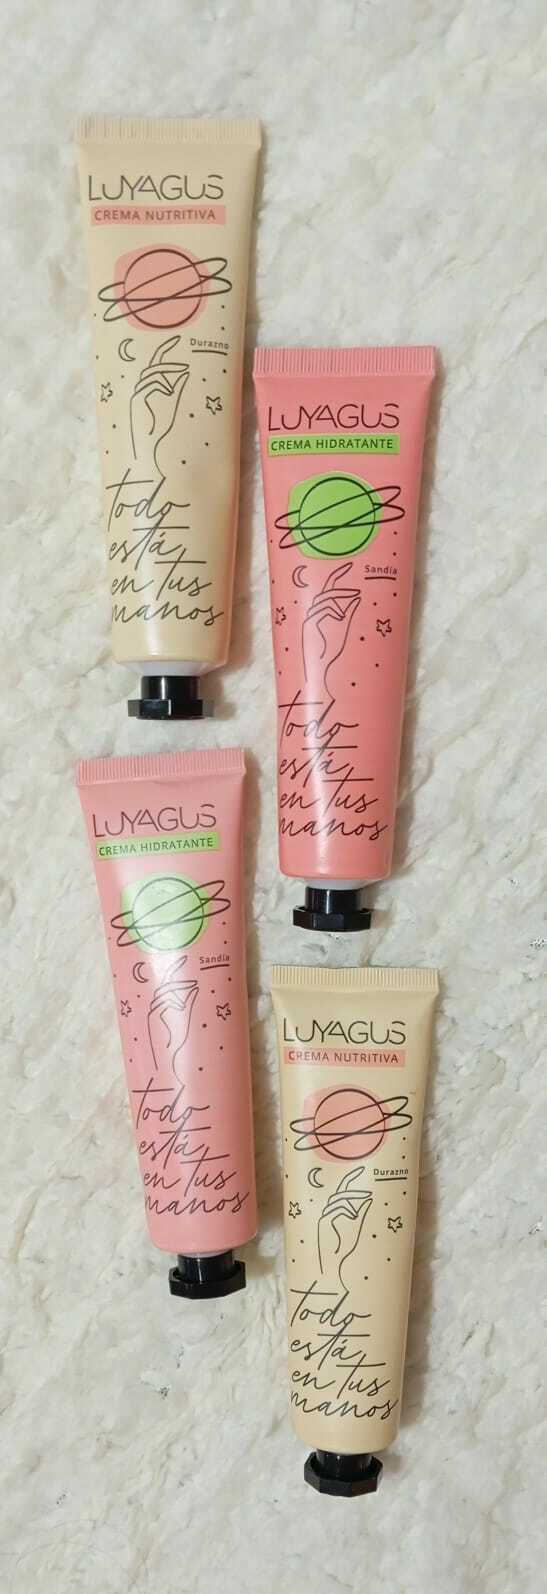 LUYAGUS
CREMA NUTRITIVA
Durazno
todo
está
en tus
manos
LUYAGUS
CREMA HIDRATANTE
Sandía
todo
está
en tus
manos
LUYAGUS
CREMA HIDRATANTE
Sandía
todo
está
en tus
manos
LUYAGUS
CREMA NUTRITIVA
Durazno
todo
está
en tus
manos